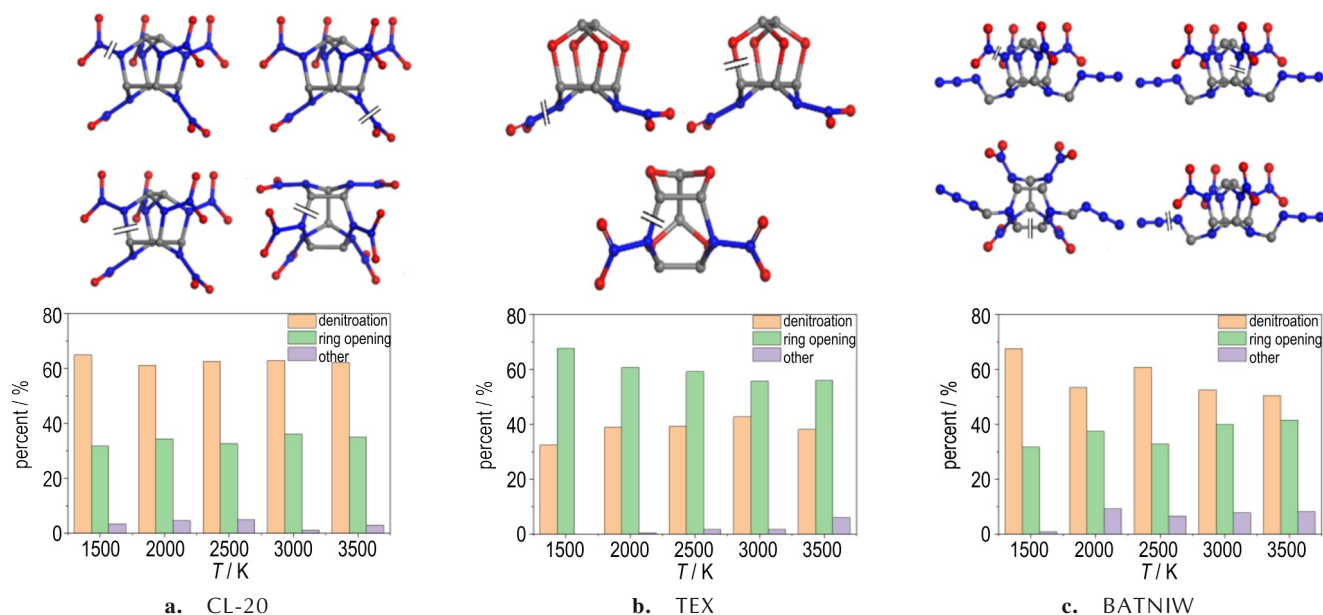 80
60
40
20
0
percent / %
denitroation
ring opening
other
1500 2000 2500 3000 3500
T / K
a. CL-20
80
60
40
20
0
percent / %
denitroation
ring opening
other
1500 2000 2500 3000 3500
T / K
b. TEX
80
60
40
20
0
percent / %
denitroation
ring opening
other
1500 2000 2500 3000 3500
T / K
c. BATNIW